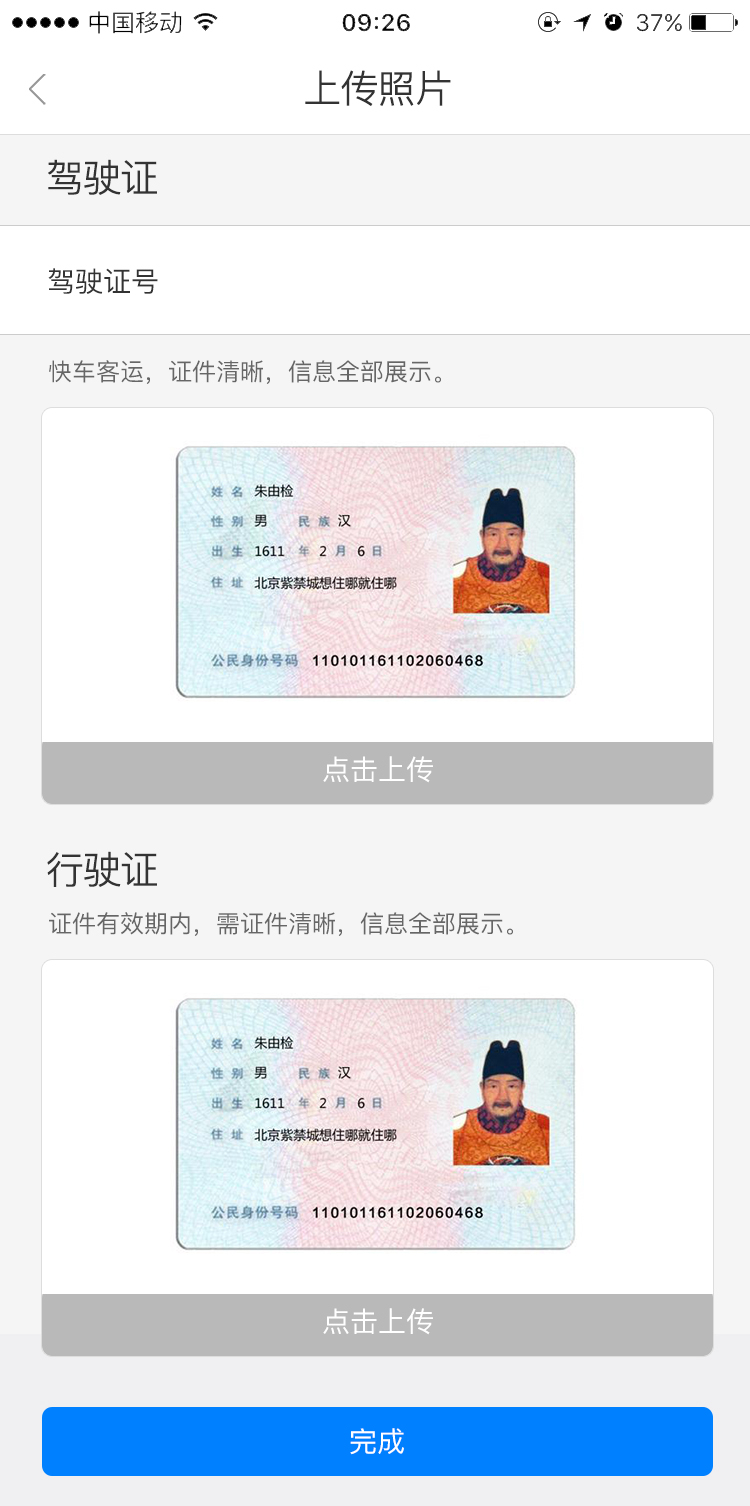 中国移动 09:26 37%
上传照片
驾驶证
驾驶证号
快车客运，证件清晰，信息全部展示。
姓名 朱由检
性别 男 民族 汉
出生 1611 年 2 月 6 日
住址 北京紫禁城想住哪就住哪
公民身份号码 110101161102060468
点击上传
行驶证
证件有效期内，需证件清晰，信息全部展示。
姓名 朱由检
性别 男 民族 汉
出生 1611 年 2 月 6 日
住址 北京紫禁城想住哪就住哪
公民身份号码 110101161102060468
点击上传
完成